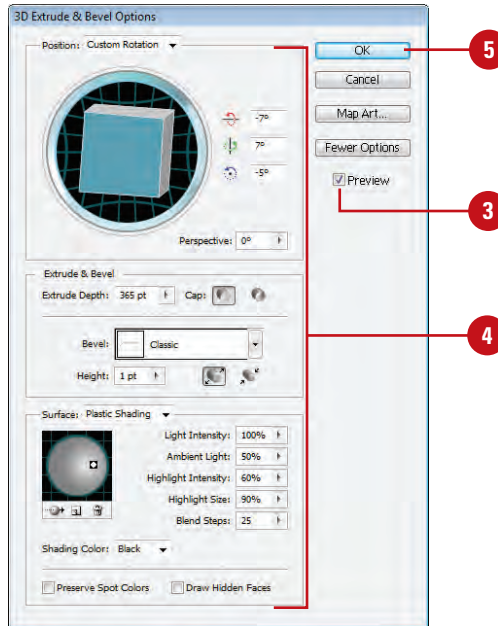 3D Extrude & Bevel Options
Position: Custom Rotation
-7°
7°
-5°
Perspective: 0°
Extrude & Bevel
Extrude Depth: 365 pt Cap:
Bevel: Classic
Height: 1 pt
Surface: Plastic Shading
Light Intensity: 100%
Ambient Light: 50%
Highlight Intensity: 60%
Highlight Size: 90%
Blend Steps: 25
Shading Color: Black
Preserve Spot Colors Draw Hidden Faces
OK
Cancel
Map Art...
Fewer Options
Preview
5
3
4